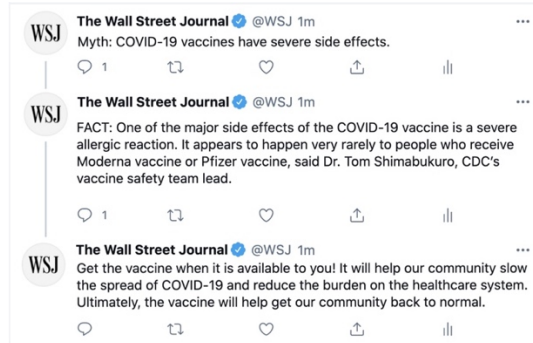 WSJ
The Wall Street Journal @WSJ 1m
Myth: COVID-19 vaccines have severe side effects.
1
WSJ
The Wall Street Journal @WSJ 1m
FACT: One of the major side effects of the COVID-19 vaccine is a severe
allergic reaction. It appears to happen very rarely to people who receive
Moderna vaccine or Pfizer vaccine, said Dr. Tom Shimabukuro, CDC's
vaccine safety team lead.
1
WSJ
The Wall Street Journal @WSJ 1m
Get the vaccine when it is available to you! It will help our community slow
the spread of COVID-19 and reduce the burden on the healthcare system.
Ultimately, the vaccine will help get our community back to normal.